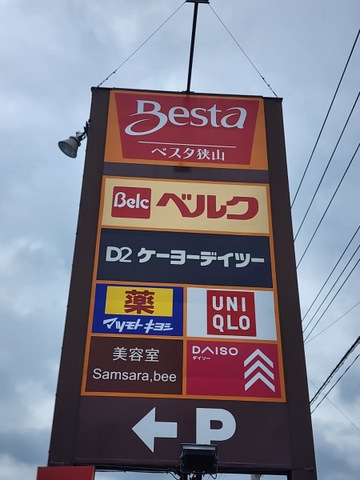 Besta
ベスタ狭山
Belc ベルク
D2 ケーヨーデイツー
薬
マツモトキヨシ
UNI
QLO
美容室
Samsara,bee
DAISO
ダイソー
← P